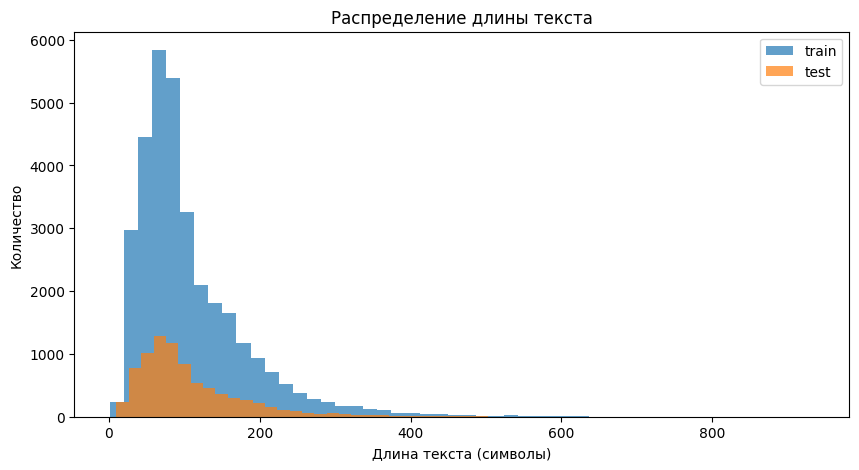 Распределение длины текста
train
test
Количество
6000
5000
4000
3000
2000
1000
0
0 200 400 600 800
Длина текста (символы)